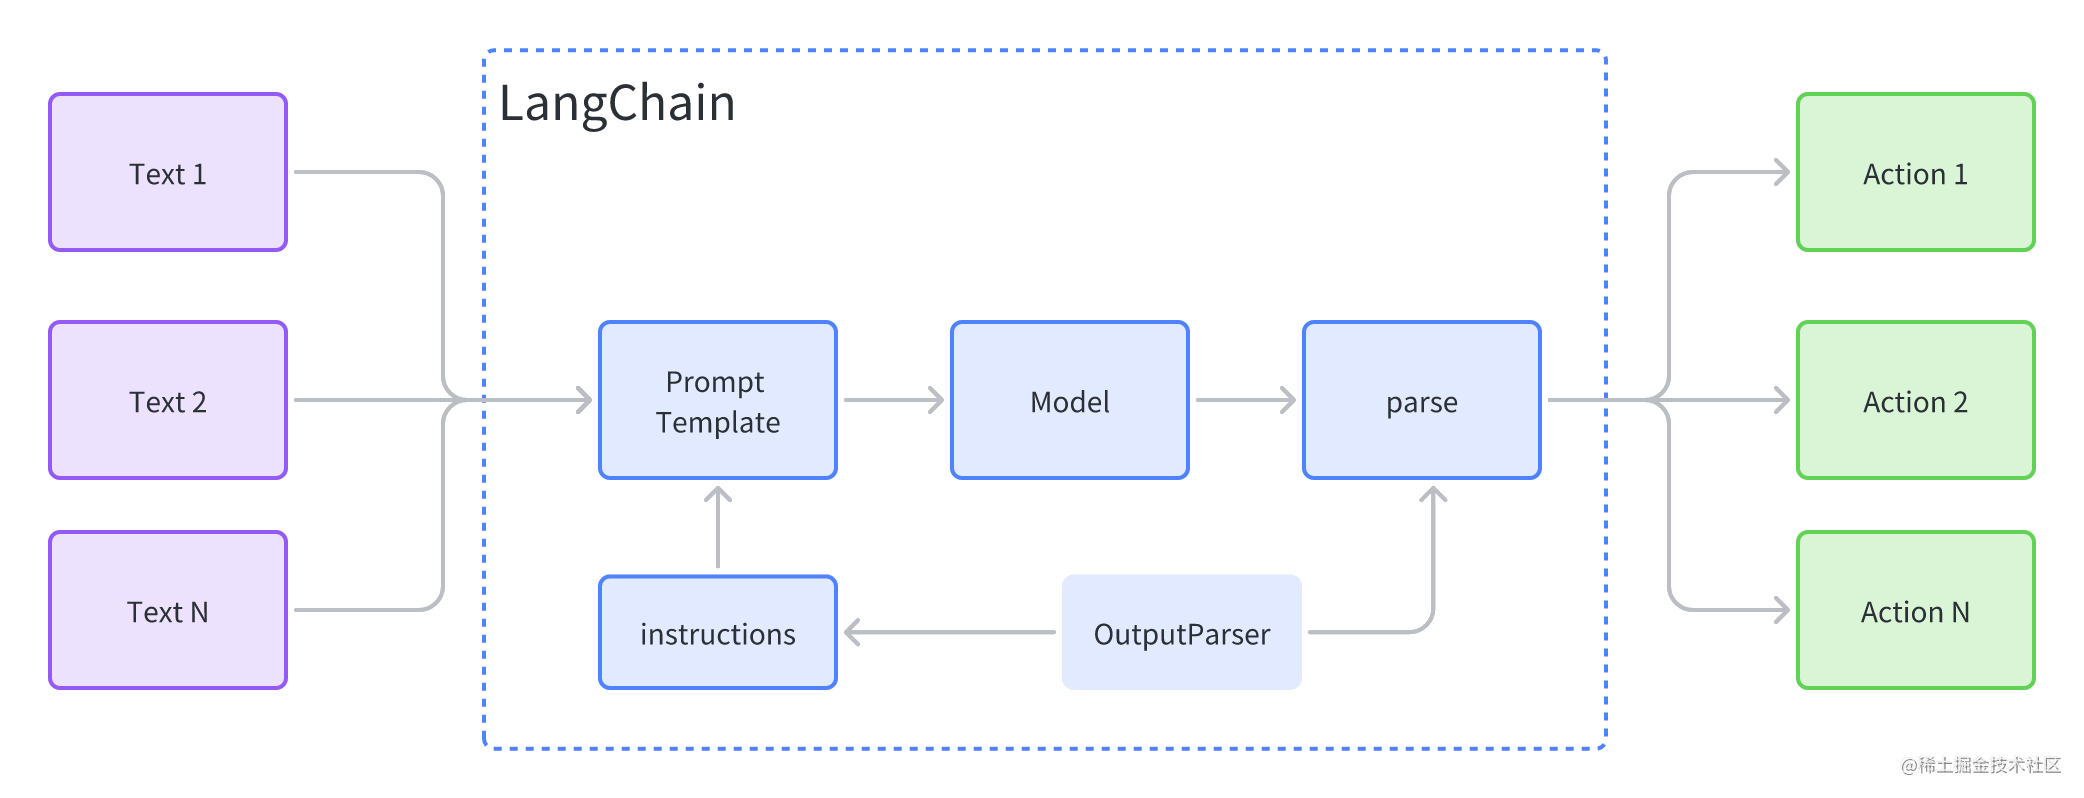 LangChain
Text 1
Action 1
Text 2
Prompt
Template
Model
parse
Action 2
Text N
instructions
OutputParser
Action N
@稀土掘金技术社区